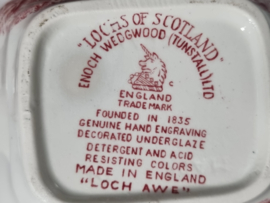 "LOCHS OF SCOTLAND"
ENOCH WEDGWOOD (TUNSTALL) LTD
C
ENGLAND
TRADE MARK
FOUNDED IN 1835
GENUINE HAND ENGRAVING
DECORATED UNDERGLAZE
DETERGENT AND ACID
RESISTING COLORS
MADE IN ENGLAND
"LOCH AWE"